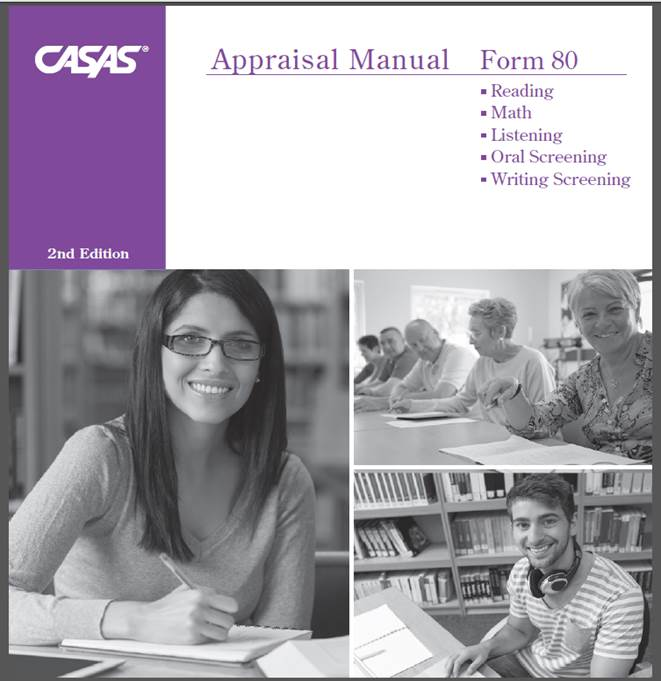 CASAS®
Appraisal Manual Form 80
▪ Reading
▪ Math
▪ Listening
▪ Oral Screening
▪ Writing Screening
2nd Edition